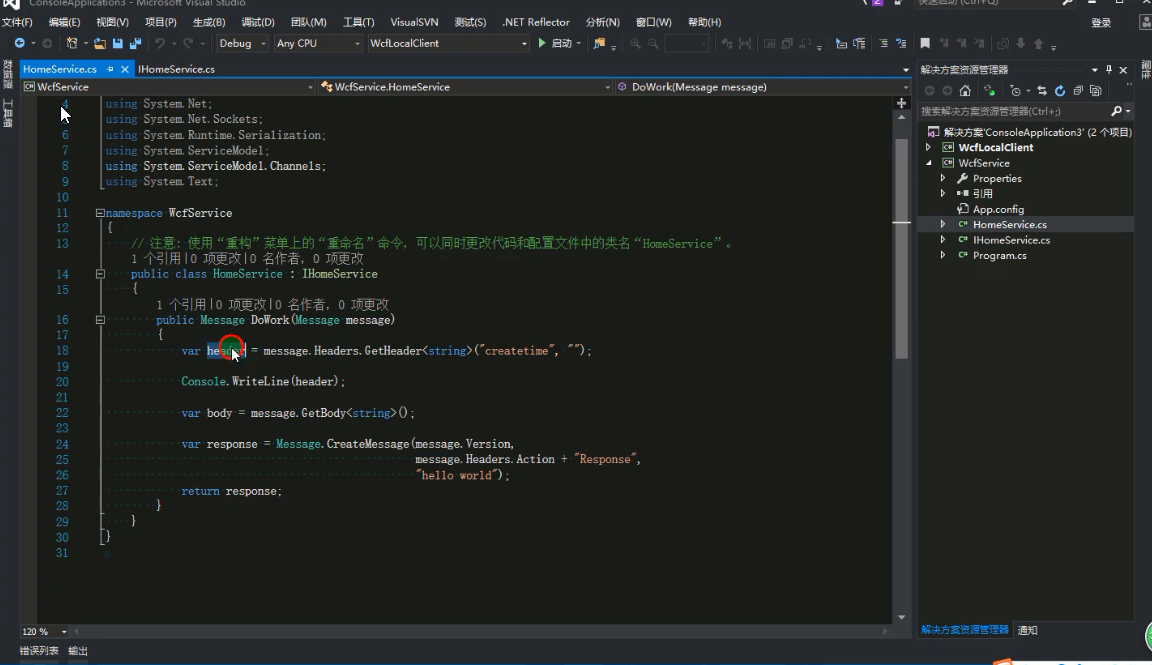 ConsoleApplication3 - Microsoft Visual Studio
快速启动 (Ctrl+Q)
文件(F) 编辑(E) 视图(V) 项目(P) 生成(B) 调试(D) 团队(M) 工具(T) VisualSVN 测试(S) .NET Reflector 分析(N) 窗口(W) 帮助(H) 登录
Debug Any CPU WcfLocalClient 启动
HomeService.cs IHomeService.cs
WcfService WcfService.HomeService DoWork(Message message)
工具箱
4 using System.Net;
using System.Net.Sockets;
6 using System.Runtime.Serialization;
7 using System.ServiceModel;
8 using System.ServiceModel.Channels;
9 using System.Text;
10
11 namespace WcfService
12 {
13 // 注意: 使用“重构”菜单上的“重命名”命令，可以同时更改代码和配置文件中的类名“HomeService”。
1 个引用|0 项更改|0 名作者，0 项更改
14 public class HomeService : IHomeService
15 {
1 个引用|0 项更改|0 名作者，0 项更改
16 public Message DoWork(Message message)
17 {
18 var header = message.Headers.GetHeader<string>("createtime", "");
19
20 Console.WriteLine(header);
21
22 var body = message.GetBody<string>();
23
24 var response = Message.CreateMessage(message.Version,
25 message.Headers.Action + "Response",
26 "hello world");
27 return response;
28 }
29 }
30 }
31
120 %
错误列表 输出
解决方案资源管理器
搜索解决方案资源管理器(Ctrl+;)
解决方案'ConsoleApplication3' (2 个项目)
WcfLocalClient
WcfService
Properties
引用
App.config
HomeService.cs
IHomeService.cs
Program.cs
解决方案资源管理器 通知
属性